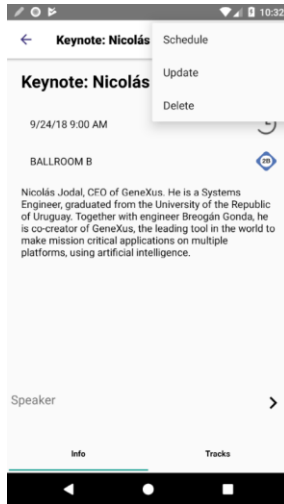 10:32
Keynote: Nicolás
Schedule
Update
Delete
Keynote: Nicolás
9/24/18 9:00 AM
BALLROOM B
2B
Nicolás Jodal, CEO of GeneXus. He is a Systems
Engineer, graduated from the University of the Republic
of Uruguay. Together with engineer Breogán Gonda, he
is co-creator of GeneXus, the leading tool in the world to
make mission critical applications on multiple
platforms, using artificial intelligence.
Speaker
Info Tracks